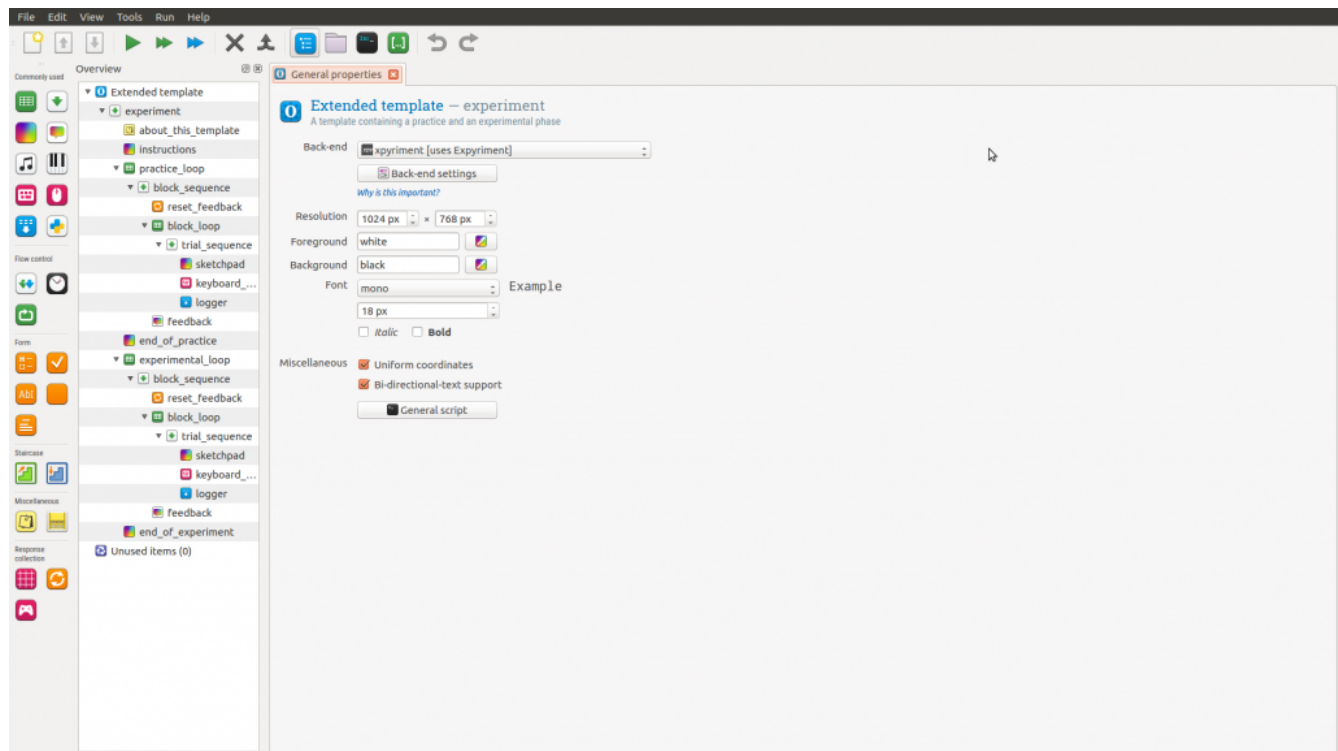 File Edit View Tools Run Help
Commonly used
Flow control
Form
Abi
Staircase
Miscellaneous
Response
collection
Overview
Extended template
experiment
about_this_template
instructions
practice_loop
block_sequence
reset_feedback
block_loop
trial_sequence
sketchpad
keyboard_...
logger
feedback
end_of_practice
experimental_loop
block_sequence
reset_feedback
block_loop
trial_sequence
sketchpad
keyboard_...
logger
feedback
end_of_experiment
Unused items (0)
General properties
Extended template — experiment
A template containing a practice and an experimental phase
Back-end xpyriment [uses Expyriment]
Back-end settings
Why is this important?
Resolution 1024 px × 768 px
Foreground white
Background black
Font mono Example
18 px
Italic Bold
Miscellaneous Uniform coordinates
Bi-directional-text support
General script